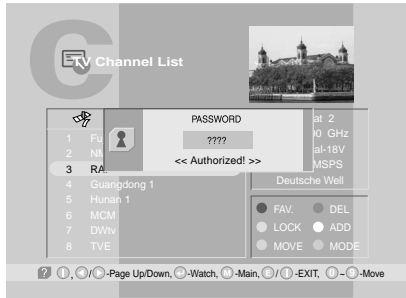 TV Channel List
PASSWORD
????
<< Authorized! >>
at 2
GHz
al-18V
MSPS
Deutsche Well
1 Fu
2 NM
3 RA
4 Guangdong 1
5 Hunan 1
6 MCM
7 DWtv
8 TVE
FAV. DEL
LOCK ADD
MOVE MODE
-Page Up/Down, -Watch, M-Main, E/I-EXIT, 0~9-Move